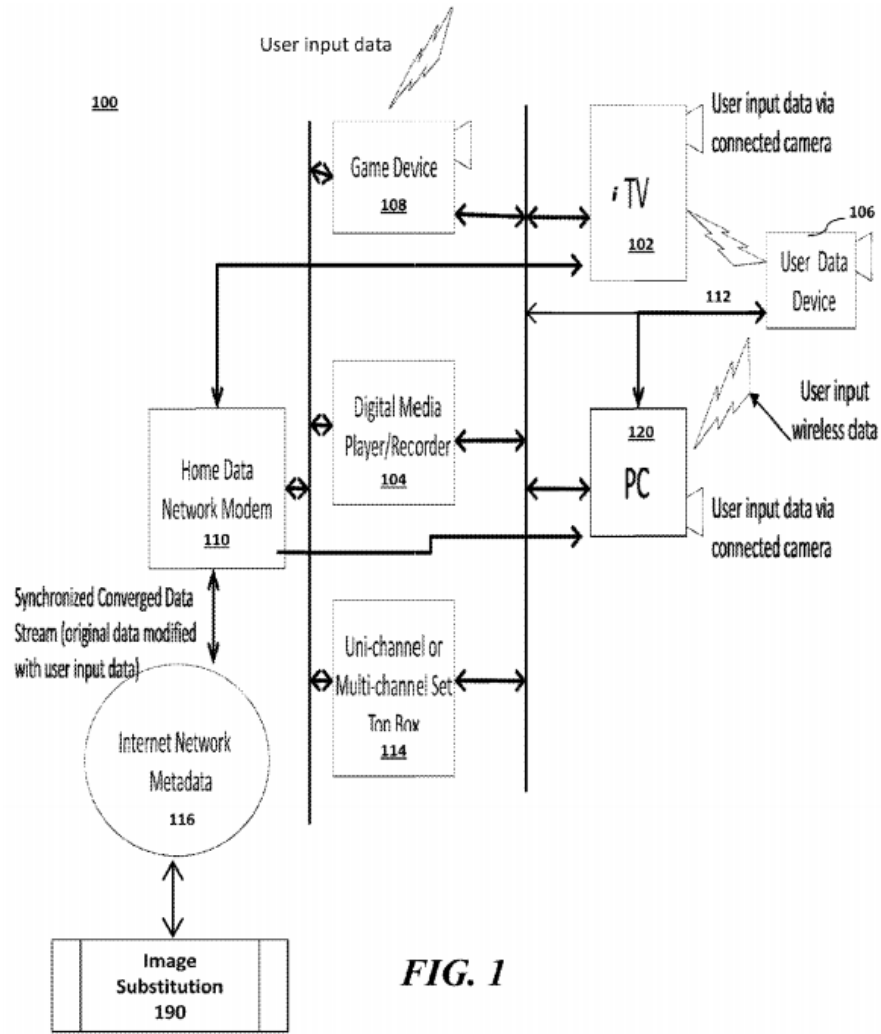 User input data
100
Game Device
108
User input data via
connected camera
i TV
102
106
User Data
Device
112
Digital Media
Player/Recorder
104
Home Data
Network Modem
110
120
PC
User input
wireless data
User input data via
connected camera
Synchronized Converged Data
Stream (original data modified
with user input data)
Uni-channel or
Multi-channel Set
Top Box
114
Internet Network
Metadata
116
Image
Substitution
190
FIG. 1